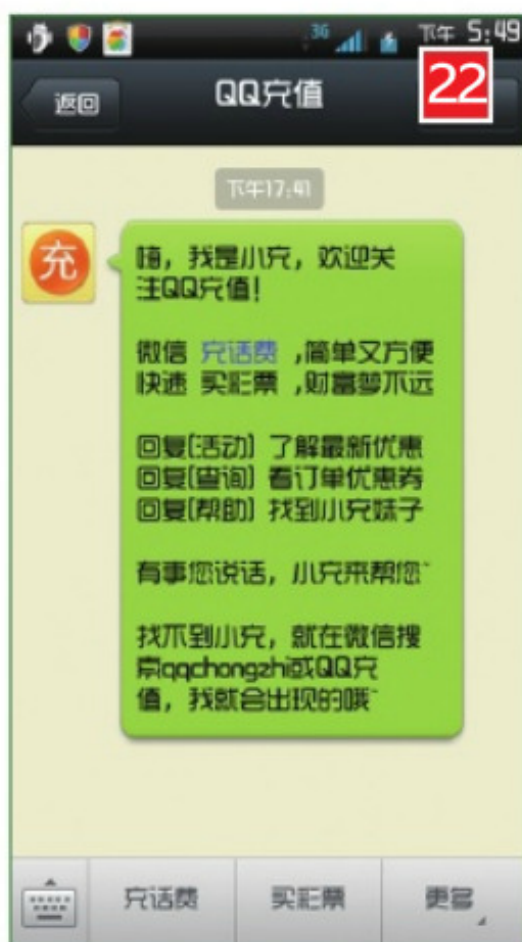 3G 下午 5:49
返回
QQ充值
22
下午17:41
充
嗨，我是小充，欢迎关
注QQ充值！
微信 充话费 ,简单又方便
快速 买彩票 ,财富梦不远
回复[活动] 了解最新优惠
回复[查询] 看订单优惠券
回复[帮助] 找到小充妹子
有事您说话，小充来帮您~
找不到小充，就在微信搜
索qqchongzhi或QQ充
值，我就会出现的哦~
充话费
买彩票
更多